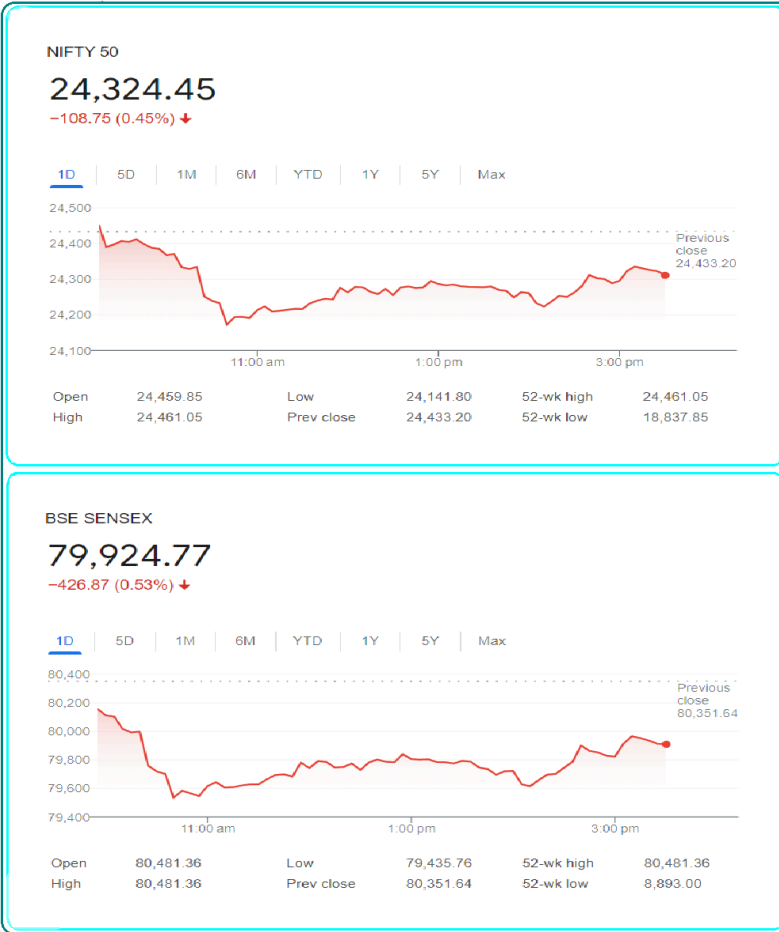 NIFTY 50
24,324.45
−108.75 (0.45%) ↓
1D 5D 1M 6M YTD 1Y 5Y Max
24,500
24,400
24,300
24,200
24,100
Previous
close
24,433.20
11:00 am 1:00 pm 3:00 pm
Open 24,459.85 Low 24,141.80 52-wk high 24,461.05
High 24,461.05 Prev close 24,433.20 52-wk low 18,837.85
BSE SENSEX
79,924.77
−426.87 (0.53%) ↓
1D 5D 1M 6M YTD 1Y 5Y Max
80,400
80,200
80,000
79,800
79,600
79,400
Previous
close
80,351.64
11:00 am 1:00 pm 3:00 pm
Open 80,481.36 Low 79,435.76 52-wk high 80,481.36
High 80,481.36 Prev close 80,351.64 52-wk low 8,893.00